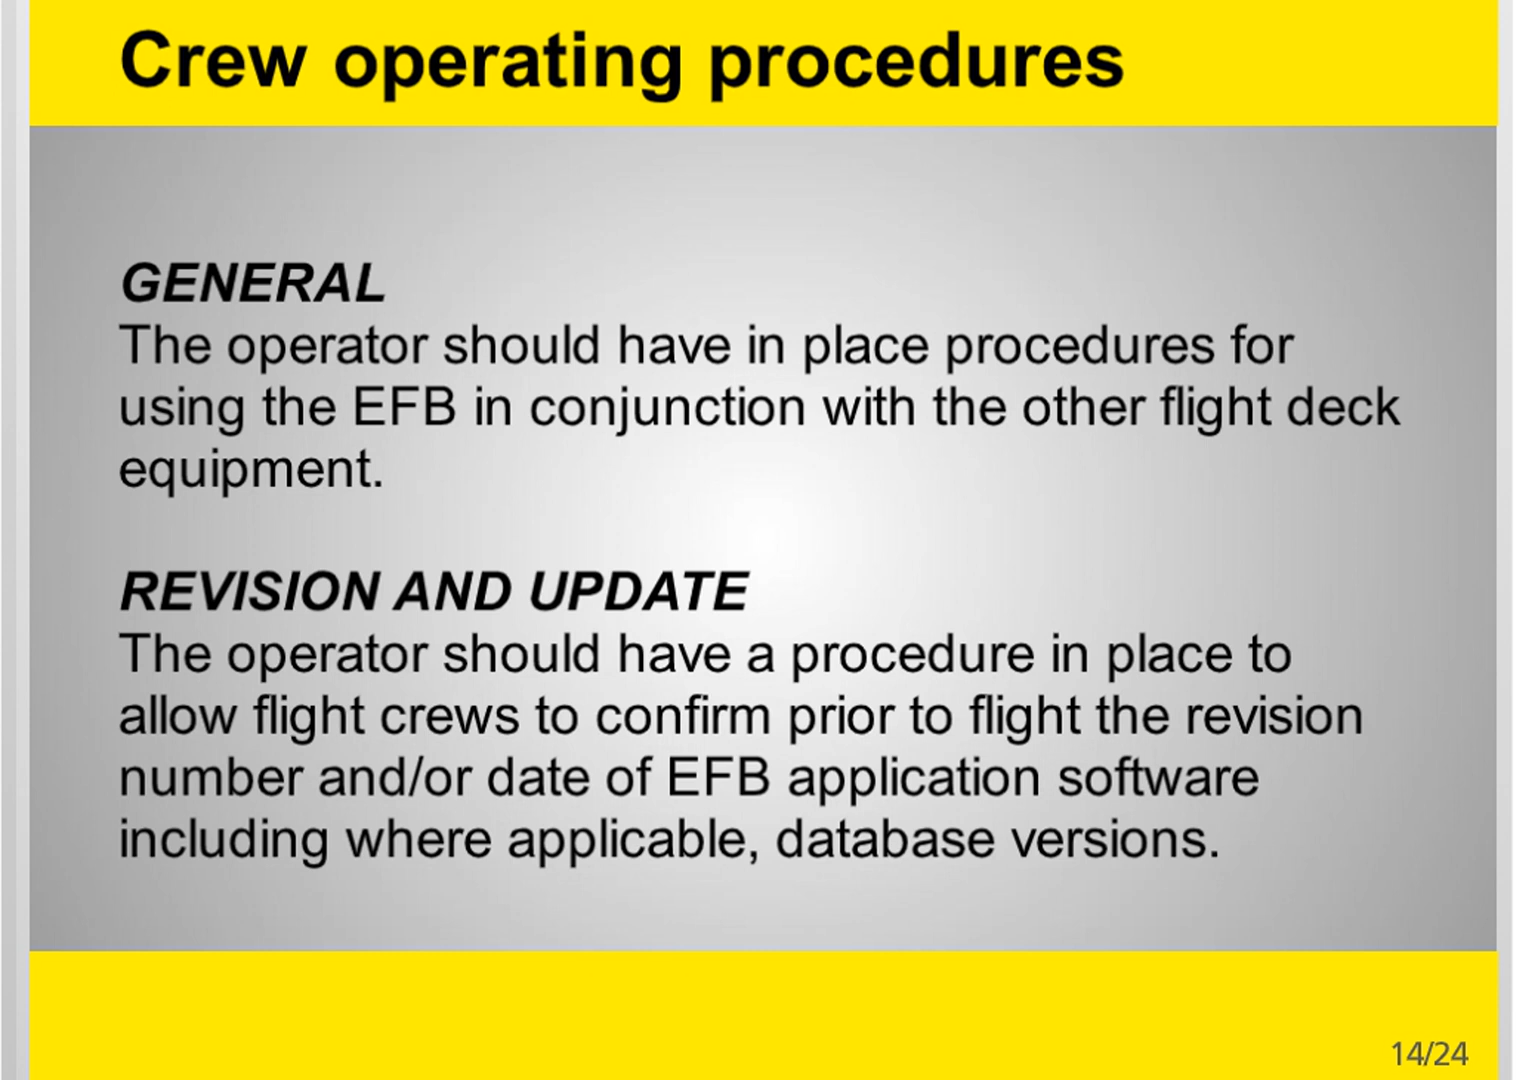 Crew operating procedures
GENERAL
The operator should have in place procedures for
using the EFB in conjunction with the other flight deck
equipment.
REVISION AND UPDATE
The operator should have a procedure in place to
allow flight crews to confirm prior to flight the revision
number and/or date of EFB application software
including where applicable, database versions.
14/24